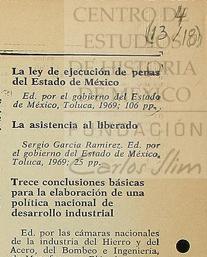 CENTRO DE
ESTUDIOS
DE HISTORIA
DE MÉXICO
FUNDACIÓN
Carlos Slim
4
(13/8)
La ley de ejecución de penas
del Estado de México
Ed. por el gobierno del Estado
de México, Toluca, 1969; 106 pp.
La asistencia al liberado
Sergio García Ramírez. Ed. por
el gobierno del Estado de México,
Toluca, 1969; 25 pp.
Trece conclusiones básicas
para la elaboración de una
política nacional de
desarrollo industrial
Ed. por las cámaras nacionales
de la industria del Hierro y del
Acero, del Bombeo e Ingeniería,